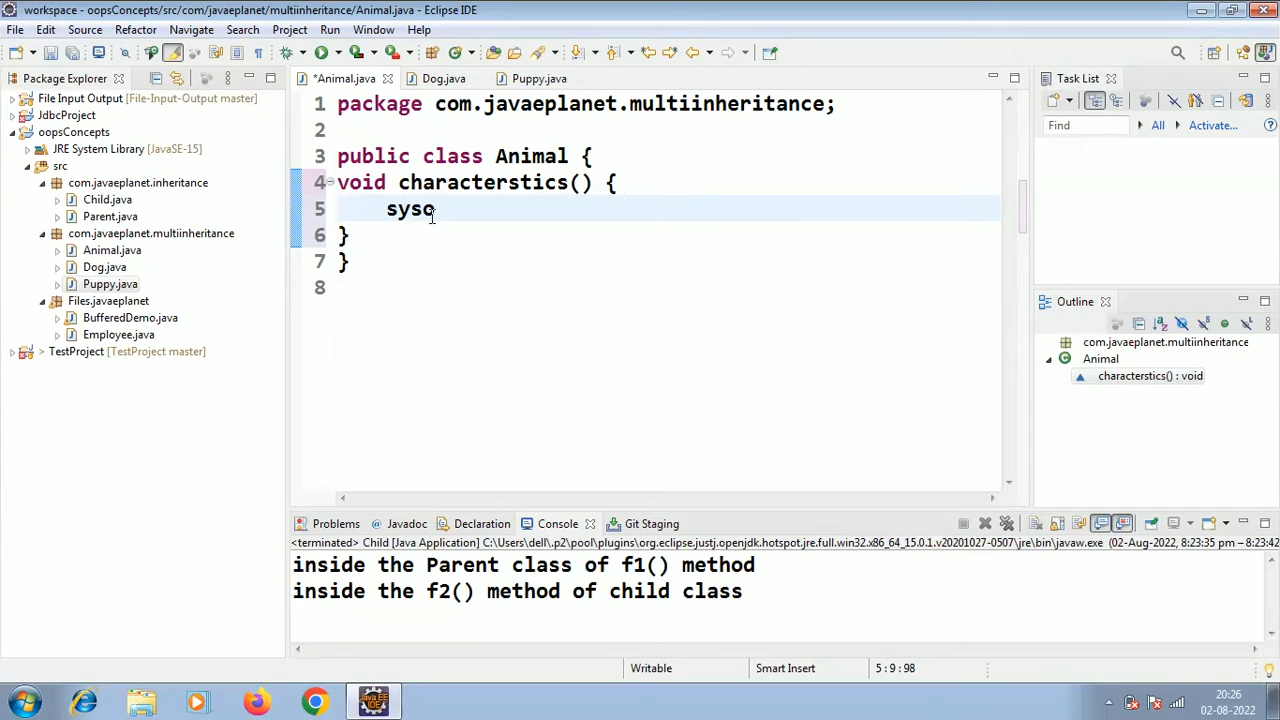 workspace - oopsConcepts/src/com/javaeplanet/multiinheritance/Animal.java - Eclipse IDE
File Edit Source Refactor Navigate Search Project Run Window Help
Package Explorer
*Animal.java Dog.java Puppy.java
Task List
Find All Activate...
File Input Output [File-Input-Output master]
JdbcProject
oopsConcepts
JRE System Library [JavaSE-15]
src
com.javaeplanet.inheritance
Child.java
Parent.java
com.javaeplanet.multiinheritance
Animal.java
Dog.java
Puppy.java
Files.javaeplanet
BufferedDemo.java
Employee.java
> TestProject [TestProject master]
1 package com.javaeplanet.multiinheritance;
2
3 public class Animal {
4 void characterstics() {
5 syso
6 }
7 }
8
Outline
com.javaeplanet.multiinheritance
Animal
characterstics() : void
Problems Javadoc Declaration Console Git Staging
<terminated> Child [Java Application] C:\Users\dell\.p2\pool\plugins\org.eclipse.justj.openjdk.hotspot.jre.full.win32.x86_64_15.0.1.v20201027-0507\jre\bin\javaw.exe (02-Aug-2022, 8:23:35 pm – 8:23:42
inside the Parent class of f1() method
inside the f2() method of child class
Writable Smart Insert 5 : 9 : 98
Java EE
IDE
20:26
02-08-2022